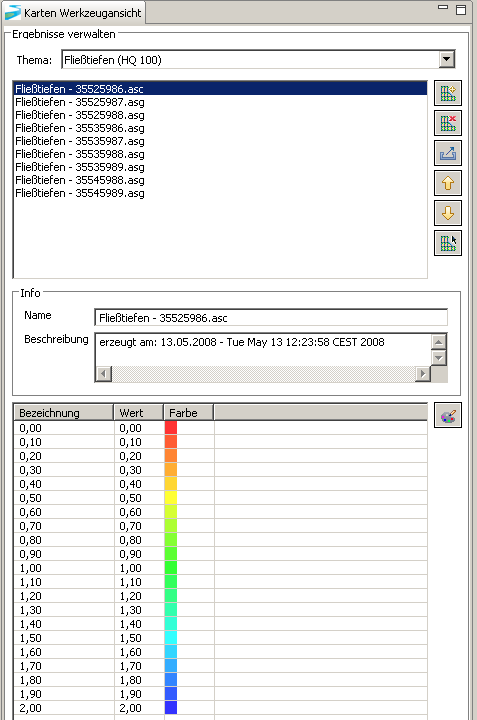 Karten Werkzeugansicht
Ergebnisse verwalten
Thema: Fließtiefen (HQ 100)
Fließtiefen - 35525986.asc
Fließtiefen - 35525987.asg
Fließtiefen - 35525988.asg
Fließtiefen - 35535986.asg
Fließtiefen - 35535987.asg
Fließtiefen - 35535988.asg
Fließtiefen - 35535989.asg
Fließtiefen - 35545988.asg
Fließtiefen - 35545989.asg
Info
Name Fließtiefen - 35525986.asc
Beschreibung erzeugt am: 13.05.2008 - Tue May 13 12:23:58 CEST 2008
Bezeichnung Wert Farbe
0,00 0,00
0,10 0,10
0,20 0,20
0,30 0,30
0,40 0,40
0,50 0,50
0,60 0,60
0,70 0,70
0,80 0,80
0,90 0,90
1,00 1,00
1,10 1,10
1,20 1,20
1,30 1,30
1,40 1,40
1,50 1,50
1,60 1,60
1,70 1,70
1,80 1,80
1,90 1,90
2,00 2,00